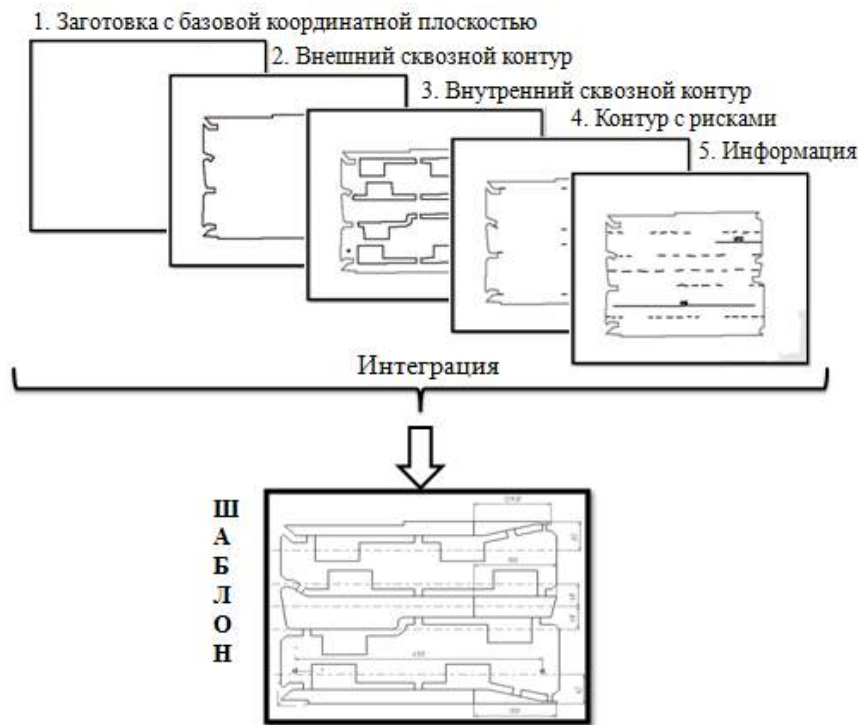 1. Заготовка с базовой координатной плоскостью
2. Внешний сквозной контур
3. Внутренний сквозной контур
4. Контур с рисками
5. Информация
Интеграция
Ш
А
Б
Л
О
Н